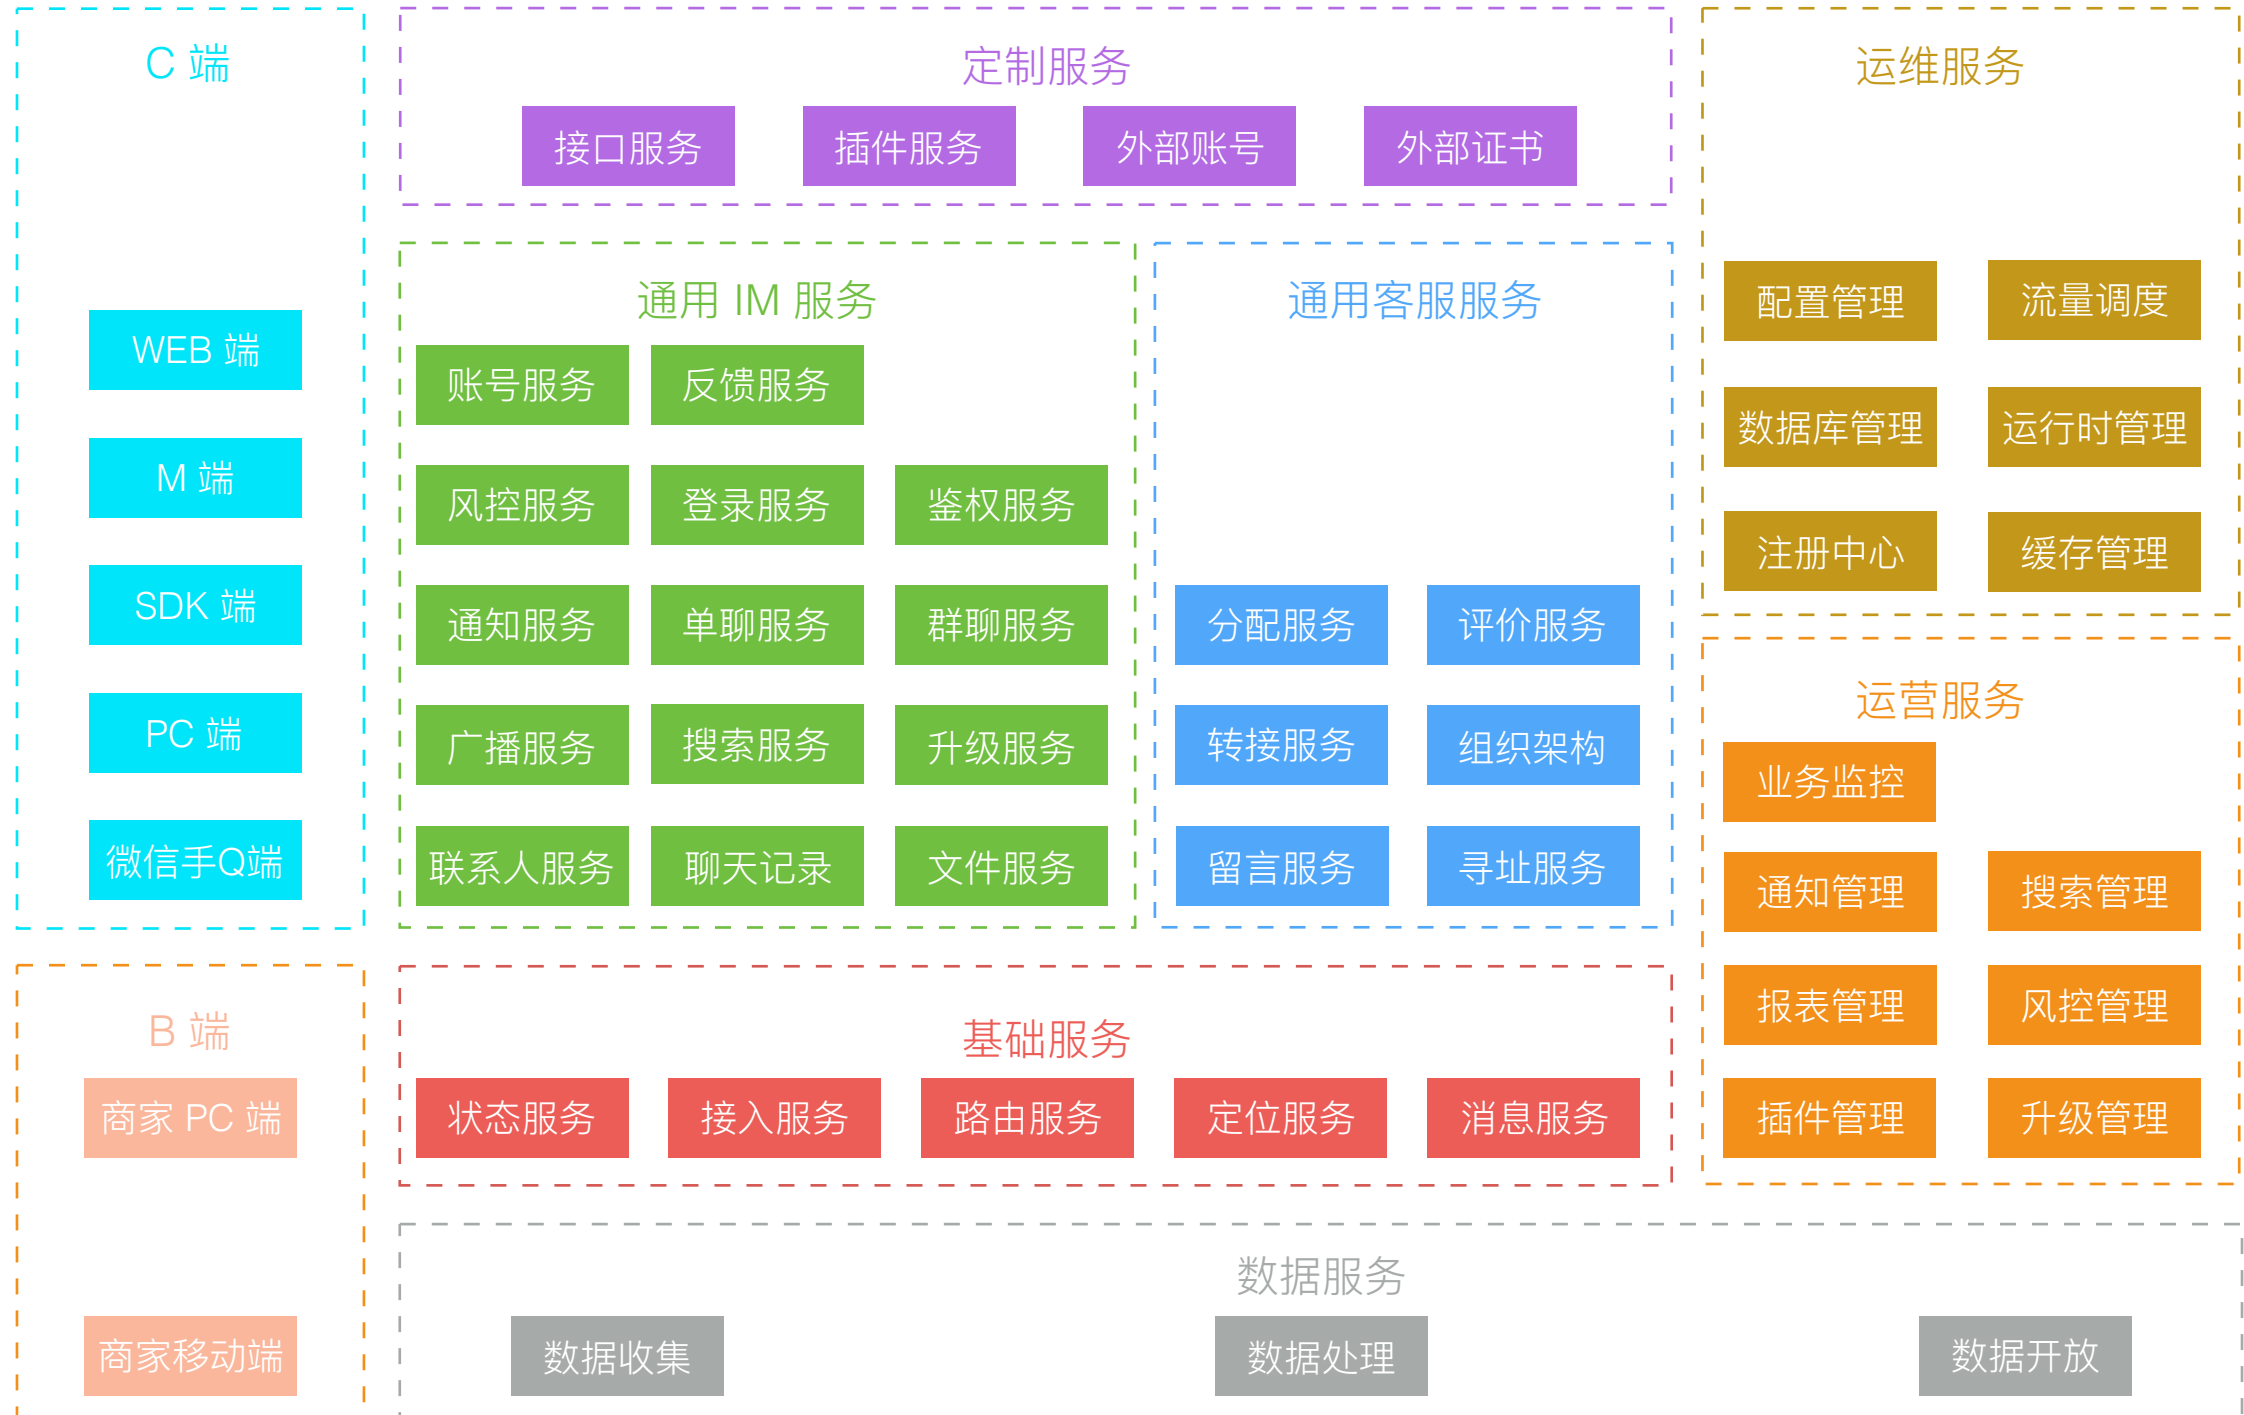 C 端
WEB 端
M 端
SDK 端
PC 端
微信手Q端
B 端
商家 PC 端
商家移动端
定制服务
接口服务
插件服务
外部账号
外部证书
通用 IM 服务
账号服务
反馈服务
风控服务
登录服务
鉴权服务
通知服务
单聊服务
群聊服务
广播服务
搜索服务
升级服务
联系人服务
聊天记录
文件服务
通用客服服务
分配服务
评价服务
转接服务
组织架构
留言服务
寻址服务
基础服务
状态服务
接入服务
路由服务
定位服务
消息服务
运维服务
配置管理
流量调度
数据库管理
运行时管理
注册中心
缓存管理
运营服务
业务监控
通知管理
搜索管理
报表管理
风控管理
插件管理
升级管理
数据服务
数据收集
数据处理
数据开放